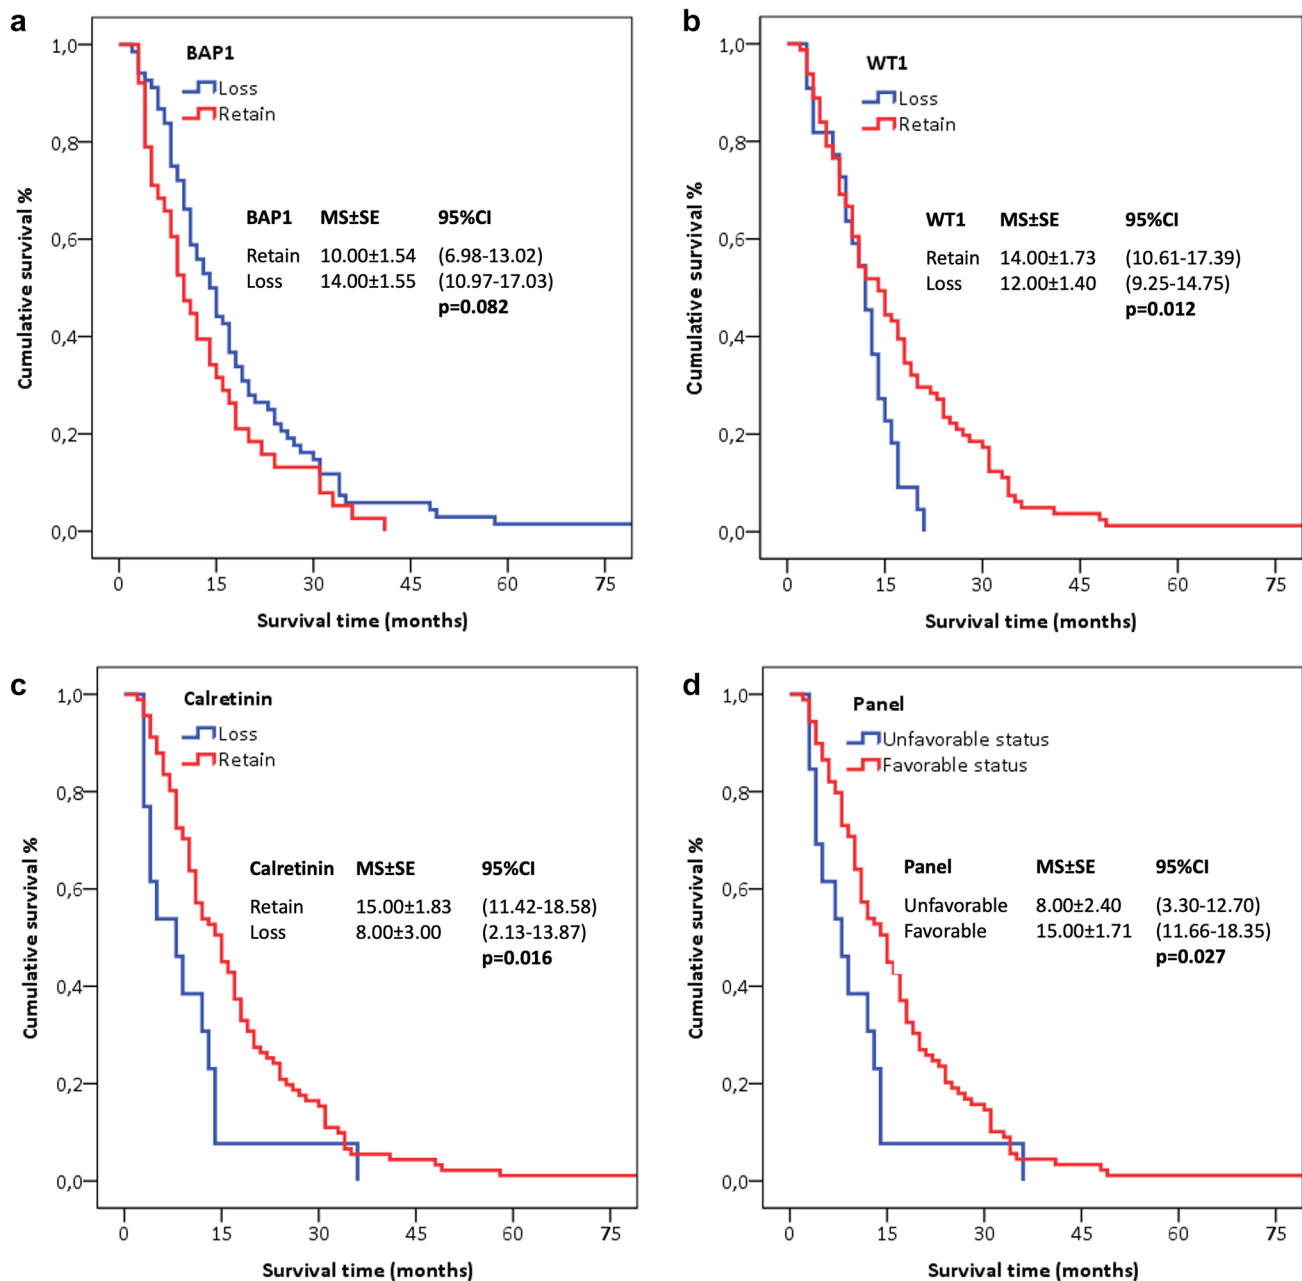 a
BAP1
Loss
Retain
BAP1 MS±SE 95%CI
Retain 10.00±1.54 (6.98-13.02)
Loss 14.00±1.55 (10.97-17.03)
p=0.082
Cumulative survival %
1,0
0,8
0,6
0,4
0,2
0,0
0 15 30 45 60 75
Survival time (months)
b
WT1
Loss
Retain
WT1 MS±SE 95%CI
Retain 14.00±1.73 (10.61-17.39)
Loss 12.00±1.40 (9.25-14.75)
p=0.012
Cumulative survival %
1,0
0,8
0,6
0,4
0,2
0,0
0 15 30 45 60 75
Survival time (months)
c
Calretinin
Loss
Retain
Calretinin MS±SE 95%CI
Retain 15.00±1.83 (11.42-18.58)
Loss 8.00±3.00 (2.13-13.87)
p=0.016
Cumulative survival %
1,0
0,8
0,6
0,4
0,2
0,0
0 15 30 45 60 75
Survival time (months)
d
Panel
Unfavorable status
Favorable status
Panel MS±SE 95%CI
Unfavorable 8.00±2.40 (3.30-12.70)
Favorable 15.00±1.71 (11.66-18.35)
p=0.027
Cumulative survival %
1,0
0,8
0,6
0,4
0,2
0,0
0 15 30 45 60 75
Survival time (months)